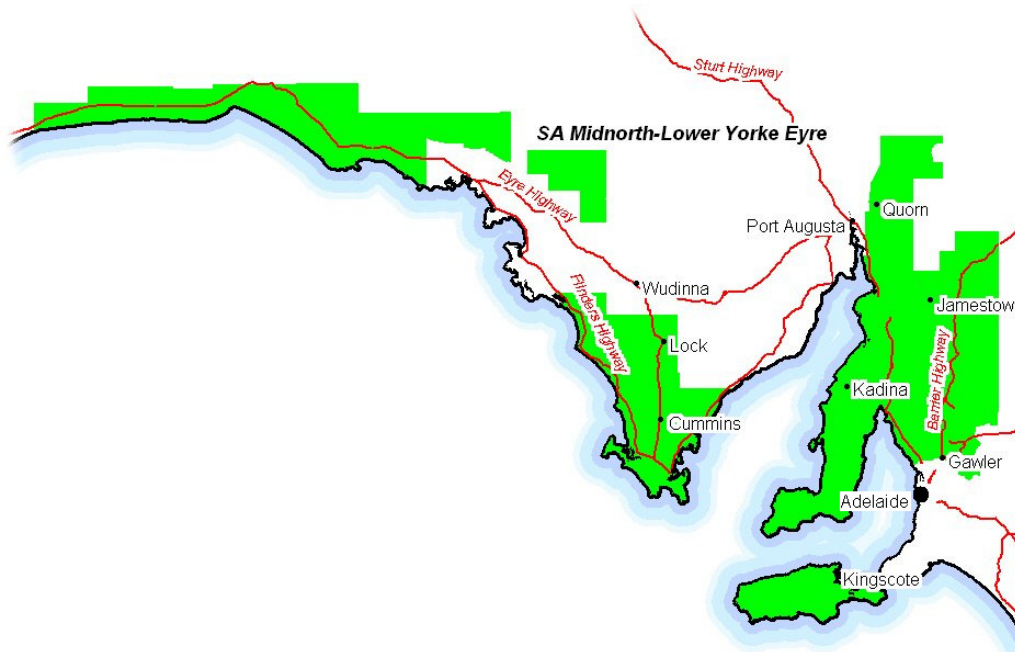 Sturt Highway
SA Midnorth-Lower Yorke Eyre
Eyre Highway
Quorn
Port Augusta
Wudinna
Flinders Highway
Jamestow
Lock
Barrier Highway
Kadina
Cummins
Gawler
Adelaide
Kingscote